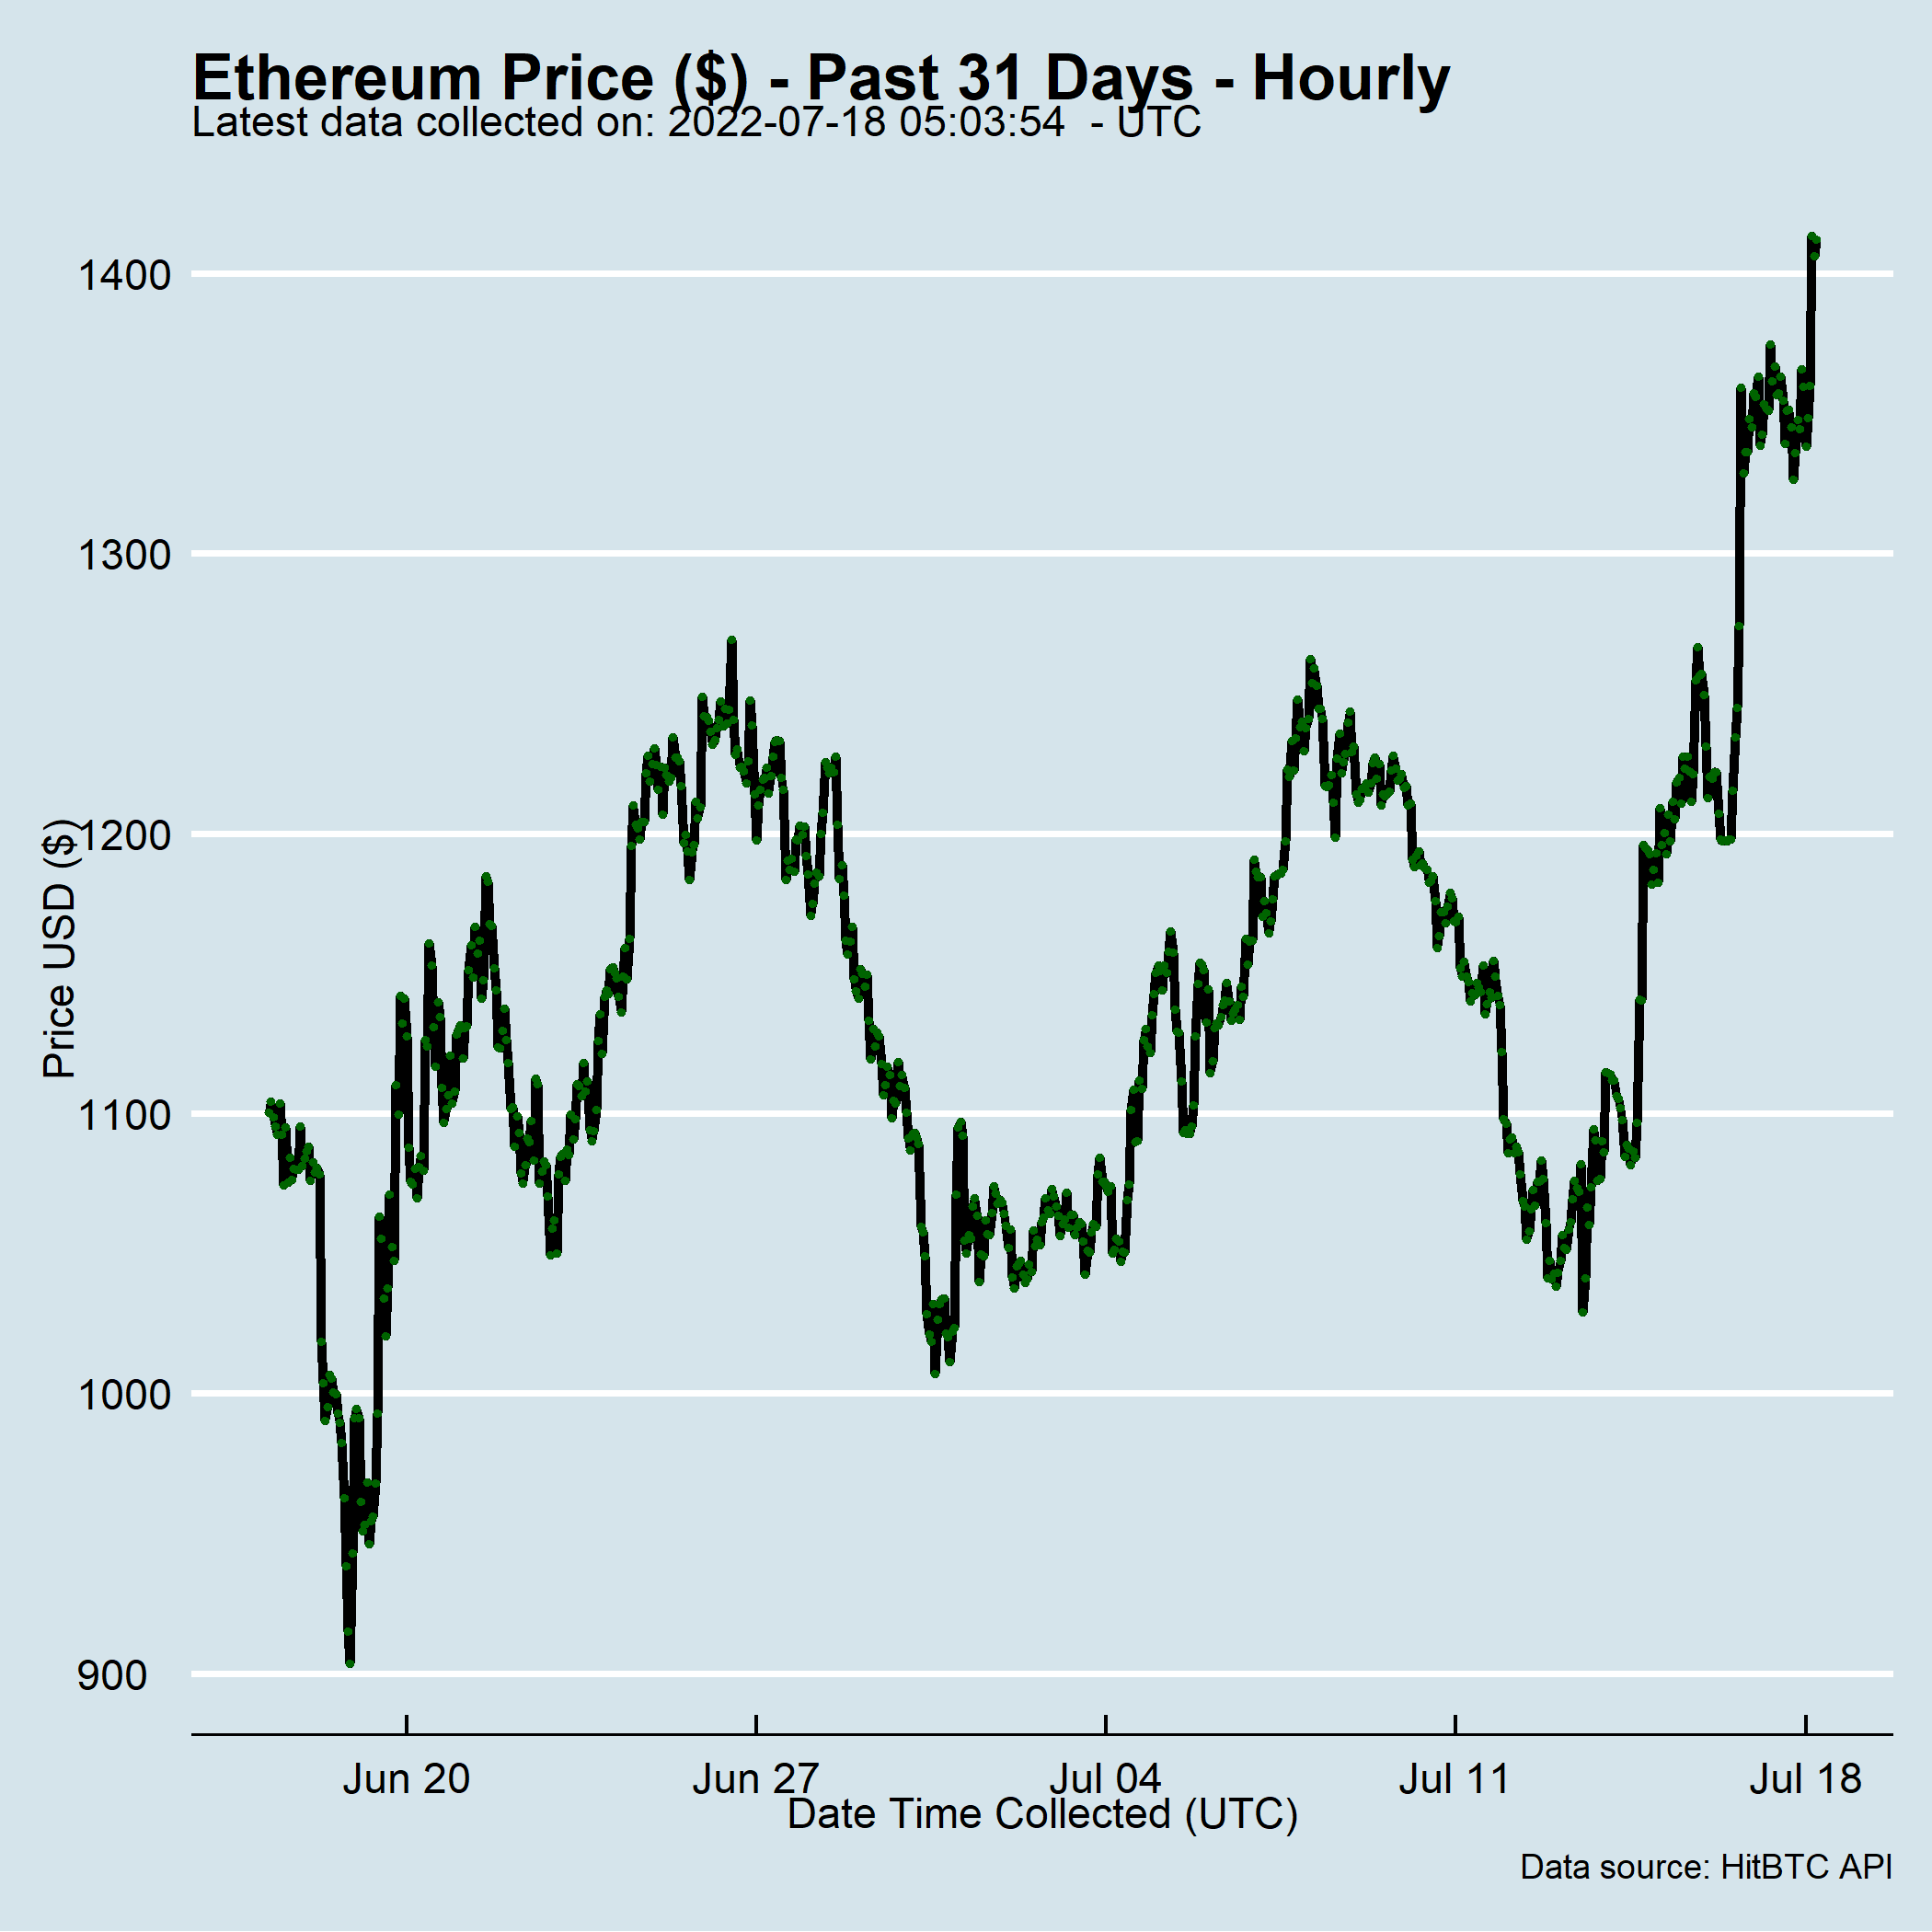 Ethereum Price ($) - Past 31 Days - Hourly
Latest data collected on: 2022-07-18 05:03:54  - UTC
1400
1300
1200
1100
1000
900
Price USD ($)
Jun 20
Jun 27
Jul 04
Jul 11
Jul 18
Date Time Collected (UTC)
Data source: HitBTC API